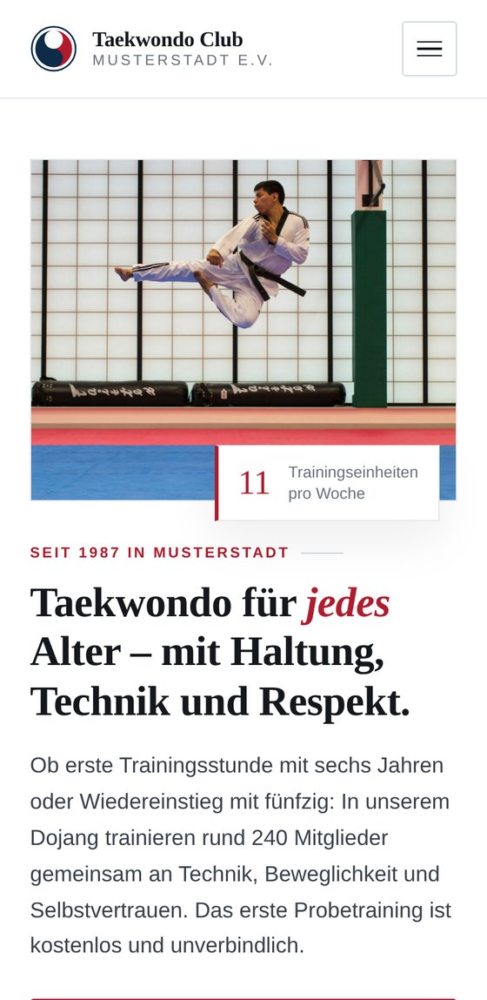 Taekwondo Club
MUSTERSTADT E.V.
11
Trainingseinheiten
pro Woche
SEIT 1987 IN MUSTERSTADT
Taekwondo für jedes
Alter – mit Haltung,
Technik und Respekt.
Ob erste Trainingsstunde mit sechs Jahren
oder Wiedereinstieg mit fünfzig: In unserem
Dojang trainieren rund 240 Mitglieder
gemeinsam an Technik, Beweglichkeit und
Selbstvertrauen. Das erste Probetraining ist
kostenlos und unverbindlich.